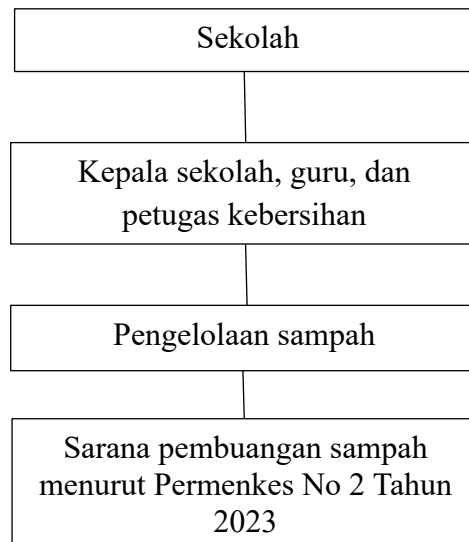 Sekolah
Kepala sekolah, guru, dan
petugas kebersihan
Pengelolaan sampah
Sarana pembuangan sampah
menurut Permenkes No 2 Tahun
2023